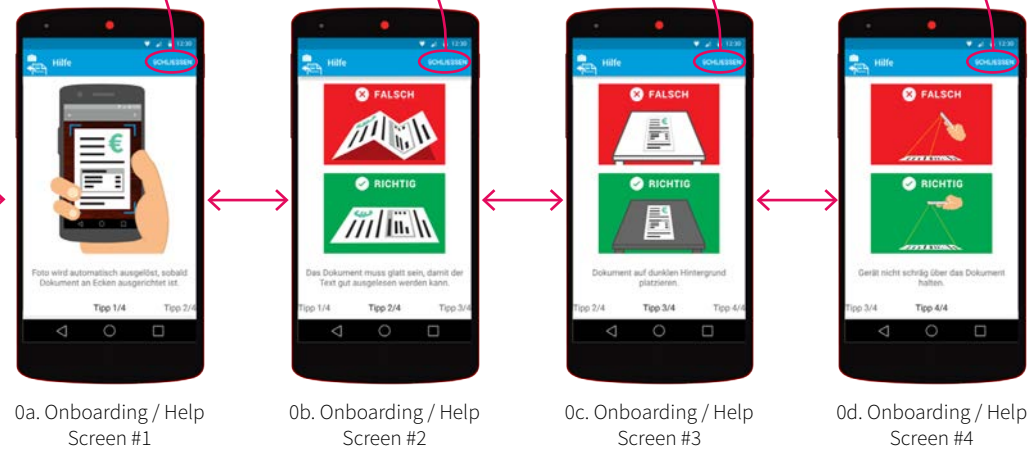 12:30
Hilfe
SCHLIESSEN
€
Foto wird automatisch ausgelöst, sobald
Dokument an Ecken ausgerichtet ist.
Tipp 1/4 Tipp 2/4
0a. Onboarding / Help
Screen #1
12:30
Hilfe
SCHLIESSEN
FALSCH
RICHTIG
Das Dokument muss glatt sein, damit der
Text gut ausgelesen werden kann.
Tipp 1/4 Tipp 2/4 Tipp 3/4
0b. Onboarding / Help
Screen #2
12:30
Hilfe
SCHLIESSEN
FALSCH
€
RICHTIG
€
Dokument auf dunklen Hintergrund
platzieren.
Tipp 2/4 Tipp 3/4 Tipp 4/4
0c. Onboarding / Help
Screen #3
12:30
Hilfe
SCHLIESSEN
FALSCH
RICHTIG
Gerät nicht schräg über das Dokument
halten.
Tipp 3/4 Tipp 4/4
0d. Onboarding / Help
Screen #4